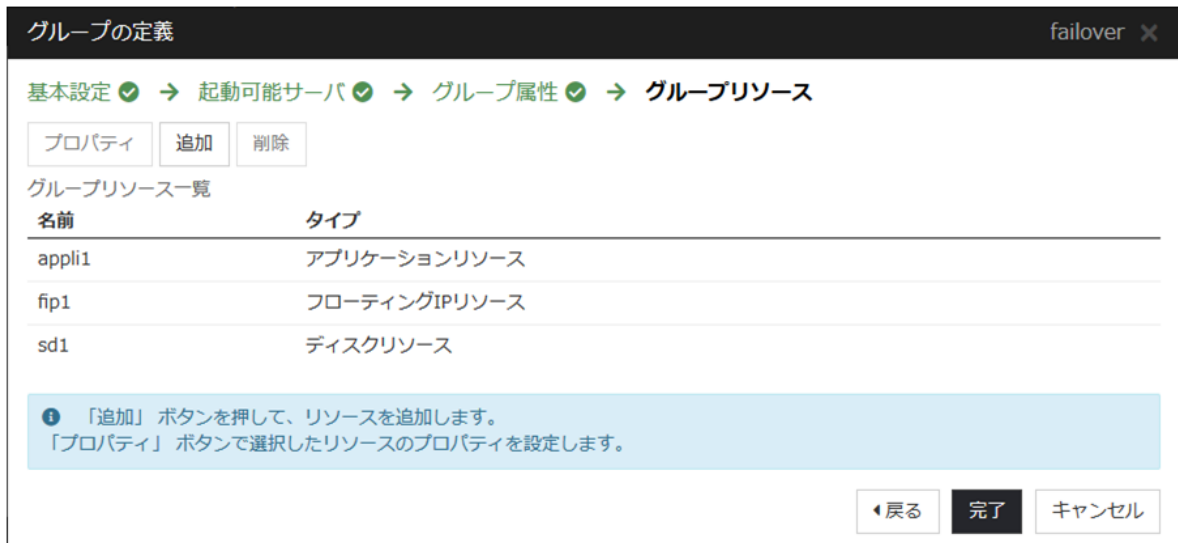 グループの定義 failover ×
基本設定 → 起動可能サーバ → グループ属性 → グループリソース
プロパティ 追加 削除
グループリソース一覧
名前 タイプ
appli1 アプリケーションリソース
fip1 フローティングIPリソース
sd1 ディスクリソース
「追加」 ボタンを押して、リソースを追加します。
「プロパティ」 ボタンで選択したリソースのプロパティを設定します。
戻る 完了 キャンセル